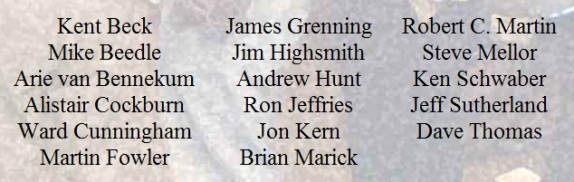 Kent Beck
Mike Beedle
Arie van Bennekum
Alistair Cockburn
Ward Cunningham
Martin Fowler
James Grenning
Jim Highsmith
Andrew Hunt
Ron Jeffries
Jon Kern
Brian Marick
Robert C. Martin
Steve Mellor
Ken Schwaber
Jeff Sutherland
Dave Thomas